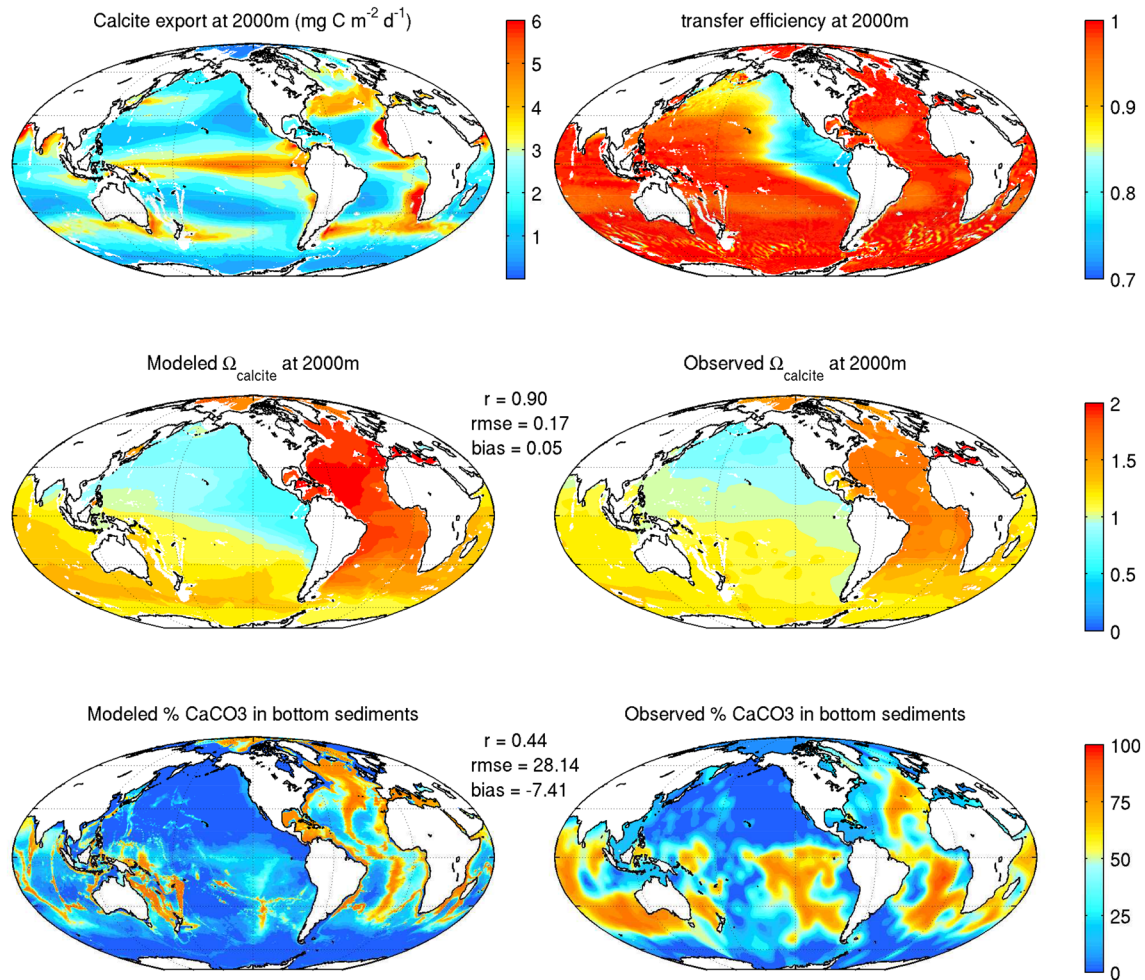 Calcite export at 2000m (mg C m⁻² d⁻¹)
6
5
4
3
2
1
transfer efficiency at 2000m
1
0.9
0.8
0.7
Modeled Ω_calcite at 2000m
r = 0.90
rmse = 0.17
bias = 0.05
Observed Ω_calcite at 2000m
2
1.5
1
0.5
0
Modeled % CaCO3 in bottom sediments
r = 0.44
rmse = 28.14
bias = -7.41
Observed % CaCO3 in bottom sediments
100
75
50
25
0